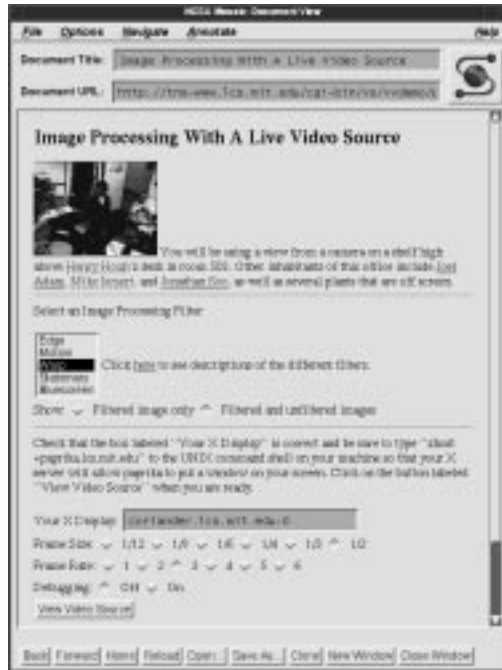 NCSA Mosaic: Document View
File Options Navigate Annotate Help
Document Title: Image Processing With A Live Video Source
Document URL: http://tns-www.lcs.mit.edu/cgi-bin/vs/vvdemo/
Image Processing With A Live Video Source
You will be using a view from a camera on a shelf high
above Henry desk in room 501. Other inhabitants of this office include Joel
Adam, Mike and Jonathan Soo, as well as several plants that are off screen.
Select an Image Processing Filter
Edge
Motion
Click here to see descriptions of the different filters.
Bluescreen
Show: Filtered image only Filtered and unfiltered images
Check that the box labeled "Your X Display" is correct and be sure to type "xhost
+paprika.lcs.mit.edu" to the UNIX command shell on your machine so that your X
server will allow paprika to put a window on your screen. Click on the button labeled
"View Video Source" when you are ready.
Your X Display: coriander.lcs.mit.edu:0
Frame Size: 1/12 1/8 1/6 1/4 1/3 1/2
Frame Rate: 1 2 3 4 5 6
Debugging: Off On
View Video Source
Back Forward Home Reload Open... Save As... Clone New Window Close Window